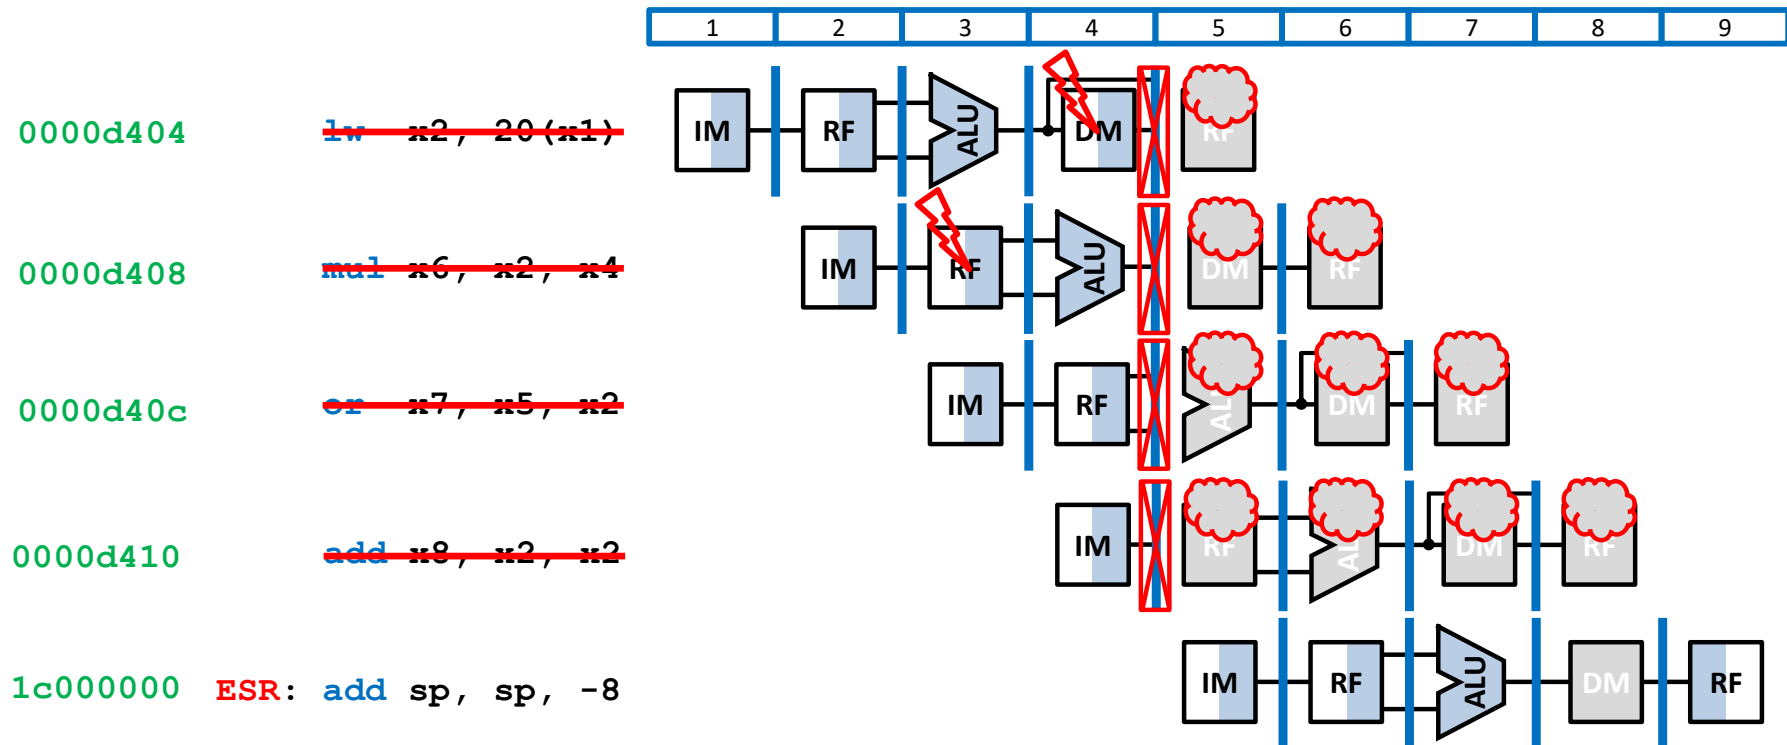 1 2 3 4 5 6 7 8 9
0000d404 lw x2, 20(x1) IM RF ALU DM RF
0000d408 mul x6, x2, x4 IM RF ALU DM RF
0000d40c or x7, x5, x2 IM RF ALU DM RF
0000d410 add x8, x2, x2 IM RF ALU DM RF
1c000000 ESR: add sp, sp, -8 IM RF ALU DM RF